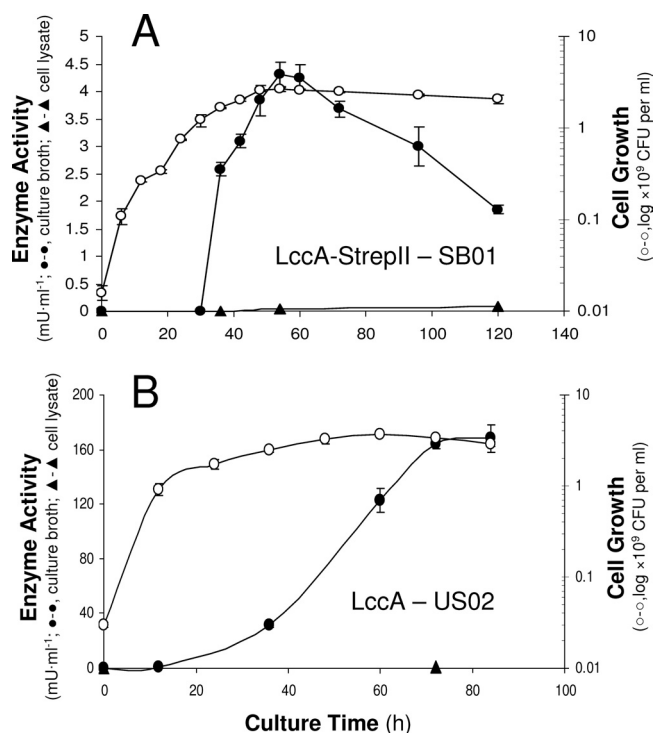 A
Enzyme Activity
(mU·ml⁻¹; ●-●, culture broth; ▲-▲ cell lysate)
5
4.5
4
3.5
3
2.5
2
1.5
1
0.5
0
10
1
0.1
0.01
Cell Growth
(○-○,log ×10⁹ CFU per ml)
LccA-StrepII – SB01
0 20 40 60 80 100 120 140
B
Enzyme Activity
(mU·ml⁻¹; ●-●, culture broth; ▲-▲ cell lysate)
200
160
120
80
40
0
10
1
0.1
0.01
Cell Growth
(○-○,log ×10⁹ CFU per ml)
LccA – US02
0 20 40 60 80 100
Culture Time (h)